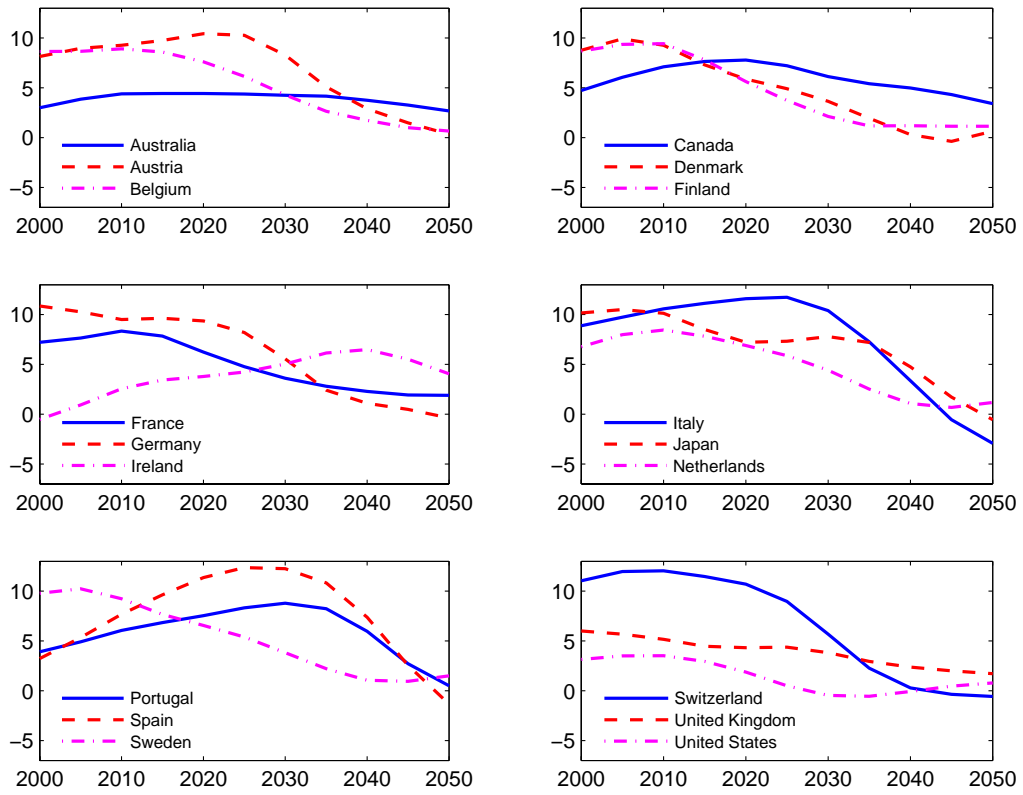 10
5
0
−5
Australia
Austria
Belgium
2000 2010 2020 2030 2040 2050
10
5
0
−5
Canada
Denmark
Finland
2000 2010 2020 2030 2040 2050
10
5
0
−5
France
Germany
Ireland
2000 2010 2020 2030 2040 2050
10
5
0
−5
Italy
Japan
Netherlands
2000 2010 2020 2030 2040 2050
10
5
0
−5
Portugal
Spain
Sweden
2000 2010 2020 2030 2040 2050
10
5
0
−5
Switzerland
United Kingdom
United States
2000 2010 2020 2030 2040 2050